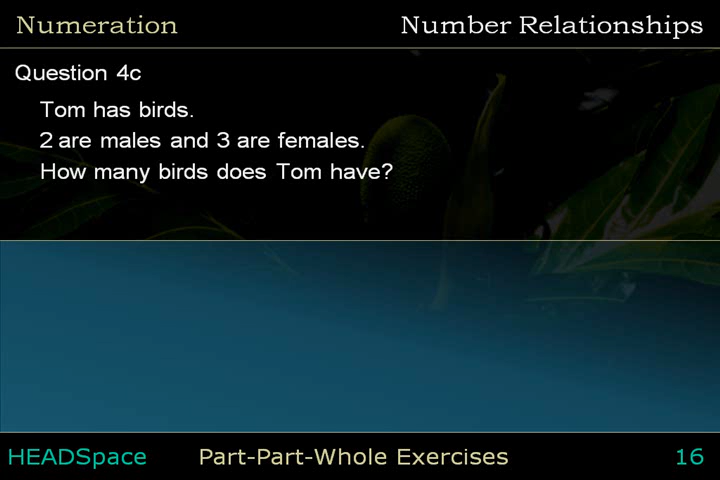 Numeration Number Relationships
Question 4c
Tom has birds.
2 are males and 3 are females.
How many birds does Tom have?
HEADSpace Part-Part-Whole Exercises 16